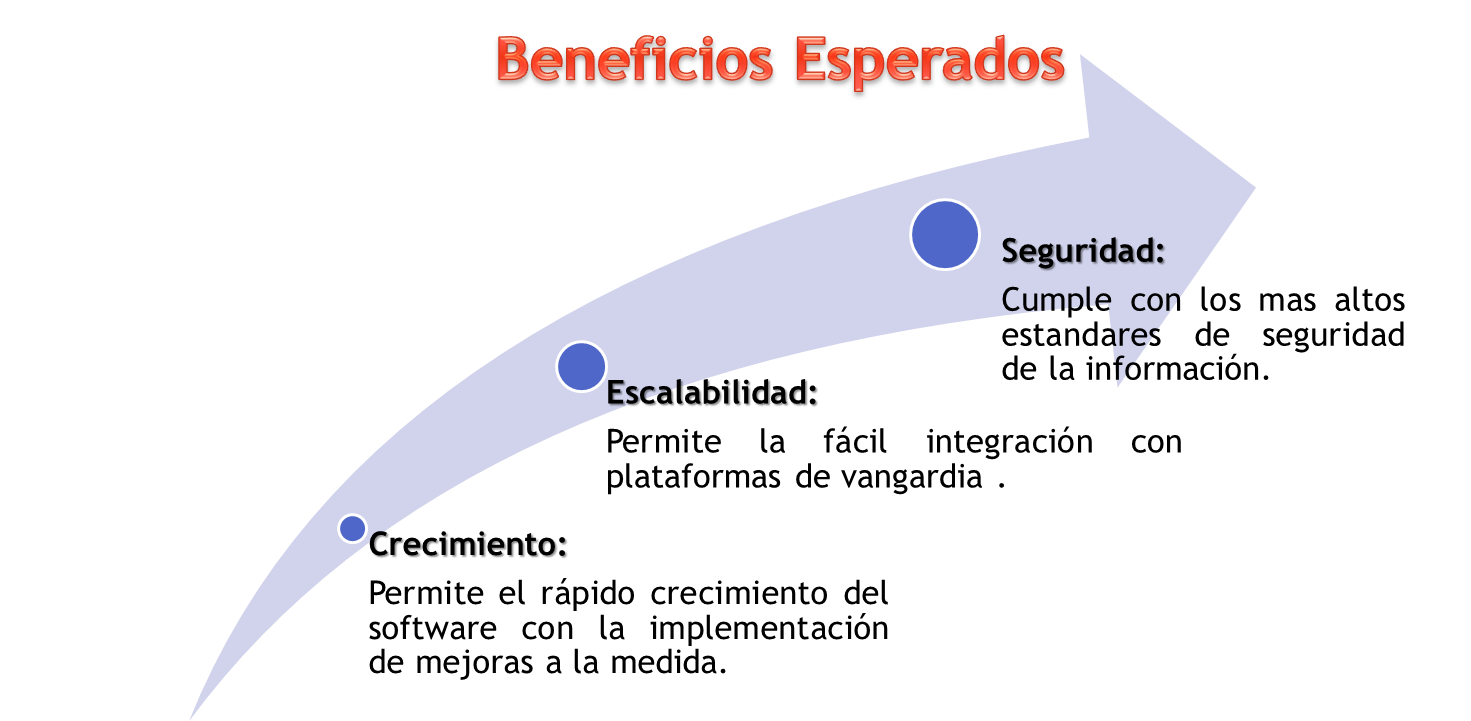 Beneficios Esperados
Seguridad:
Cumple con los mas altos
estandares de seguridad
de la información.
Escalabilidad:
Permite la fácil integración con
plataformas de vangardia .
Crecimiento:
Permite el rápido crecimiento del
software con la implementación
de mejoras a la medida.